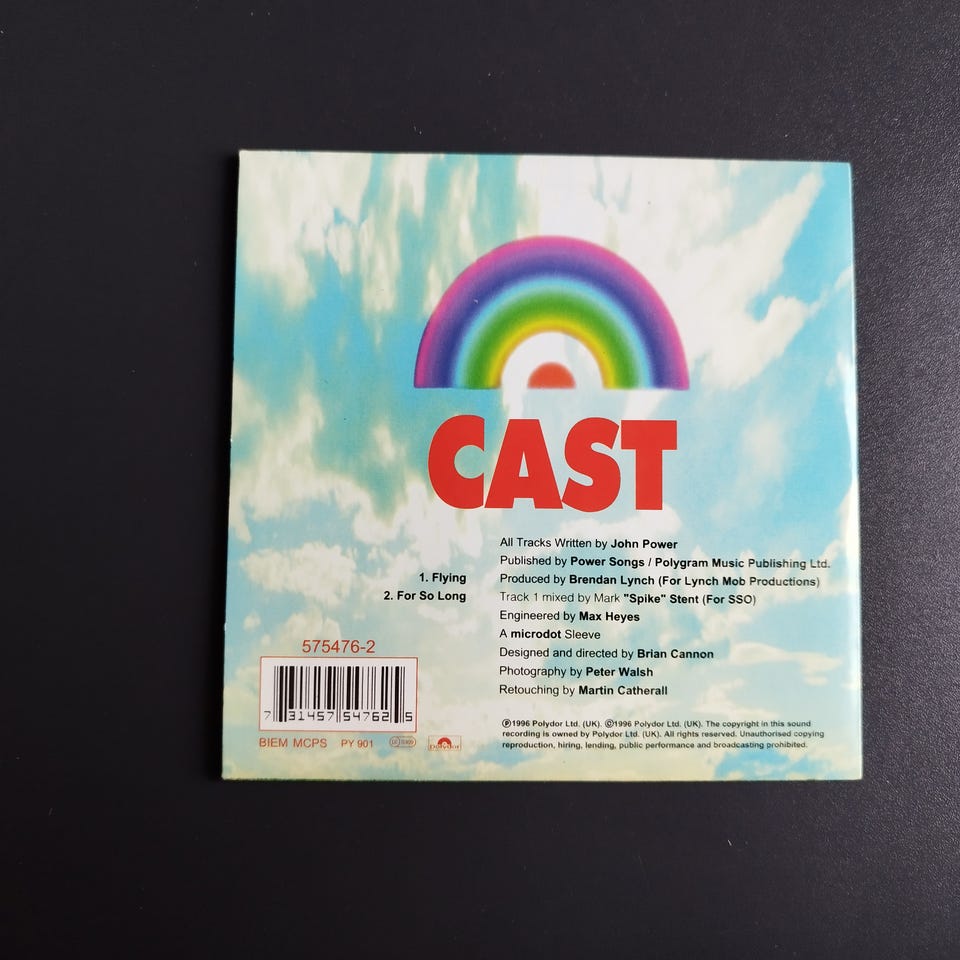 CAST
All Tracks Written by John Power
Published by Power Songs / Polygram Music Publishing Ltd.
Produced by Brendan Lynch (For Lynch Mob Productions)
Track 1 mixed by Mark "Spike" Stent (For SSO)
Engineered by Max Heyes
A microdot Sleeve
Designed and directed by Brian Cannon
Photography by Peter Walsh
Retouching by Martin Catherall
1. Flying
2. For So Long
575476-2
7 31457 54762 5
BIEM MCPS PY 901
polydor
Ⓟ1996 Polydor Ltd. (UK). Ⓒ1996 Polydor Ltd. (UK). The copyright in this sound
recording is owned by Polydor Ltd. (UK). All rights reserved. Unauthorised copying
reproduction, hiring, lending, public performance and broadcasting prohibited.